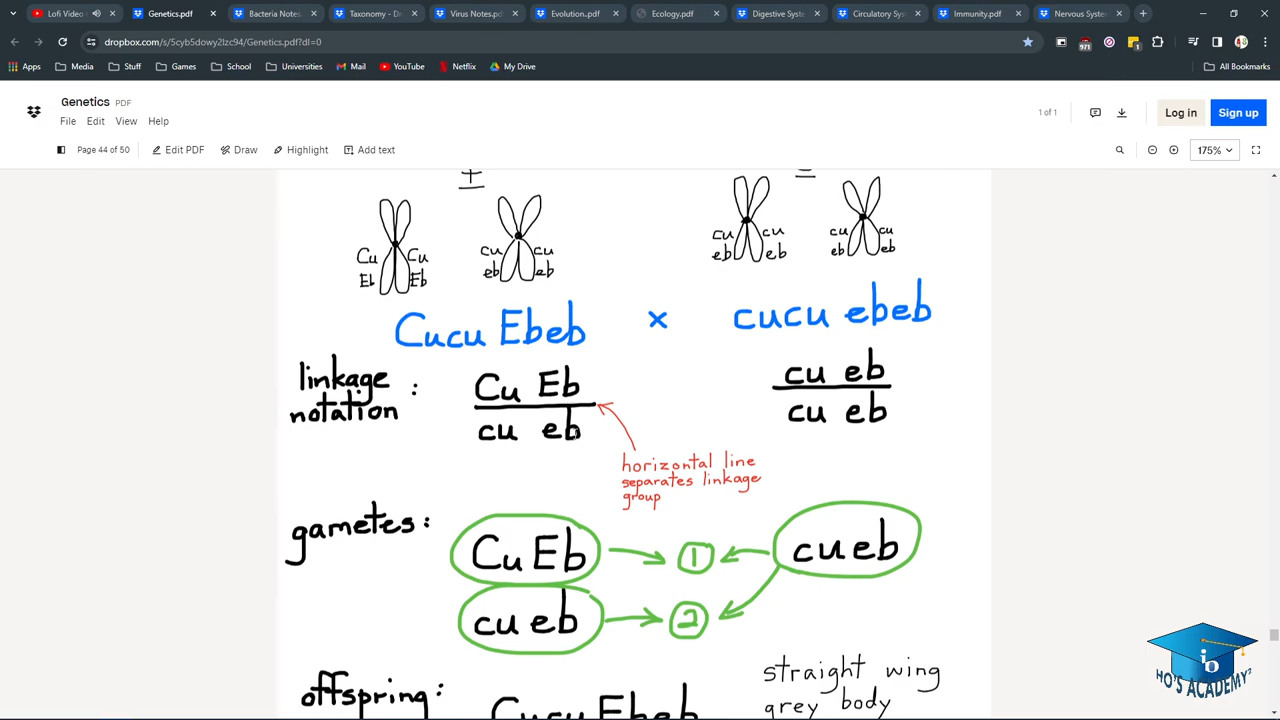 Lofi Video
Genetics.pdf
Bacteria Notes.
Taxonomy - Dr
Virus Notes.pd
Evolution..pdf
Ecology.pdf
Digestive Syst
Circulatory Sys
Immunity.pdf
Nervous System
dropbox.com/s/5cyb5dowy2lzc94/Genetics.pdf?dl=0
971
Apps
Media
Stuff
Games
School
Universities
Mail
YouTube
Netflix
My Drive
All Bookmarks
Genetics PDF
File Edit View Help
1 of 1
Log in
Sign up
Page 44 of 50
Edit PDF
Draw
Highlight
Add text
175%
Cu Cu
Eb Eb
cu cu
eb eb
cu cu
eb eb
cu cu
eb eb
Cucu Ebeb x cucu ebeb
linkage
notation :
Cu Eb
cu eb
cu eb
cu eb
horizontal line
separates linkage
group
gametes:
Cu Eb
1
cu eb
cu eb
2
offspring:
Cucu Ebeb
straight wing
grey body
HO'S ACADEMY